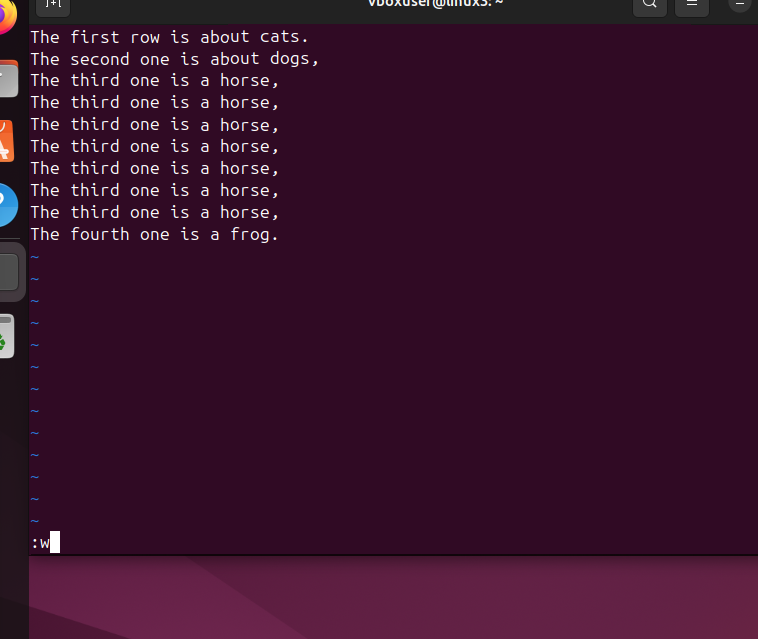 vboxuser@linux3: ~
The first row is about cats.
The second one is about dogs,
The third one is a horse,
The third one is a horse,
The third one is a horse,
The third one is a horse,
The third one is a horse,
The third one is a horse,
The third one is a horse,
The fourth one is a frog.
~
~
~
~
~
~
~
~
~
~
~
~
~
:w